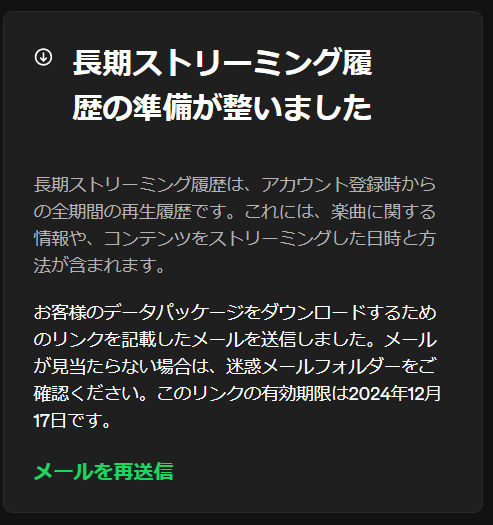 長期ストリーミング履
歴の準備が整いました
長期ストリーミング履歴は、アカウント登録時から
の全期間の再生履歴です。これには、楽曲に関する
情報や、コンテンツをストリーミングした日時と方
法が含まれます。
お客様のデータパッケージをダウンロードするため
のリンクを記載したメールを送信しました。メール
が見当たらない場合は、迷惑メールフォルダーをご
確認ください。このリンクの有効期限は2024年12月
17日です。
メールを再送信